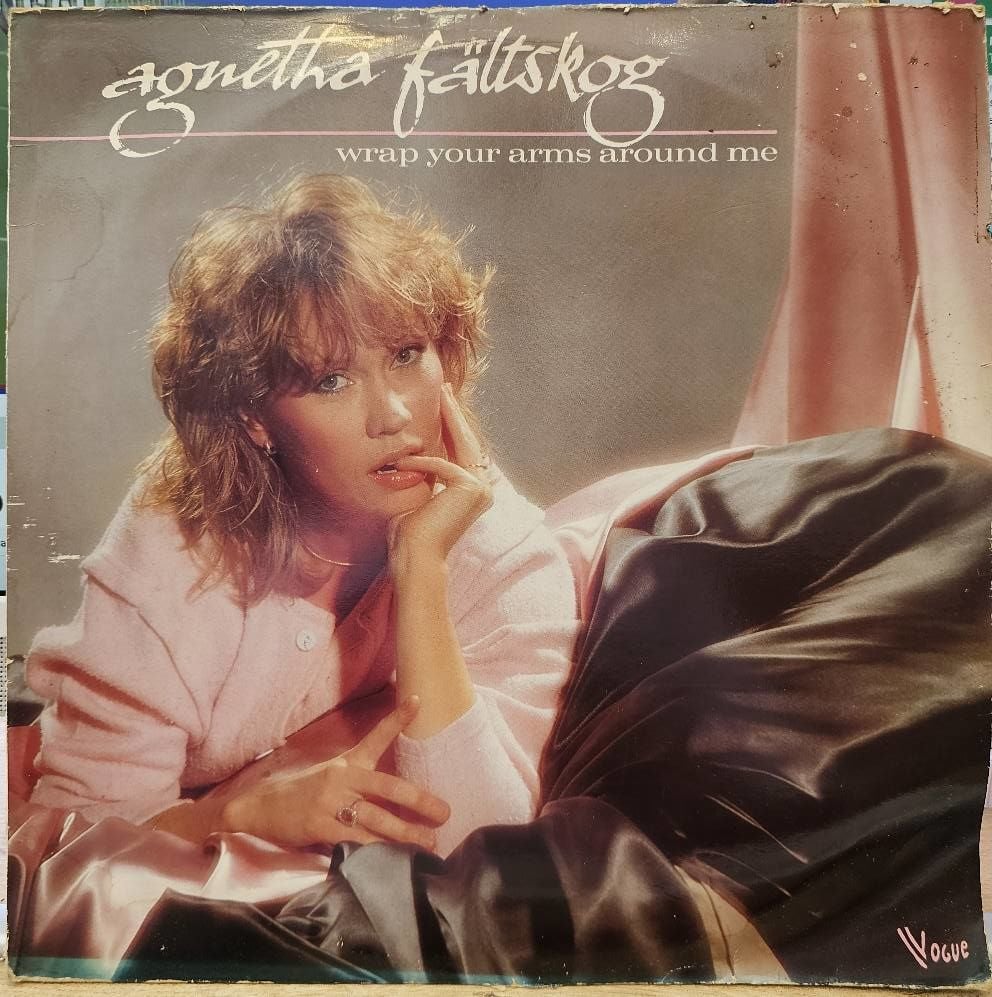 agnetha fältskog
wrap your arms around me
VOGUE